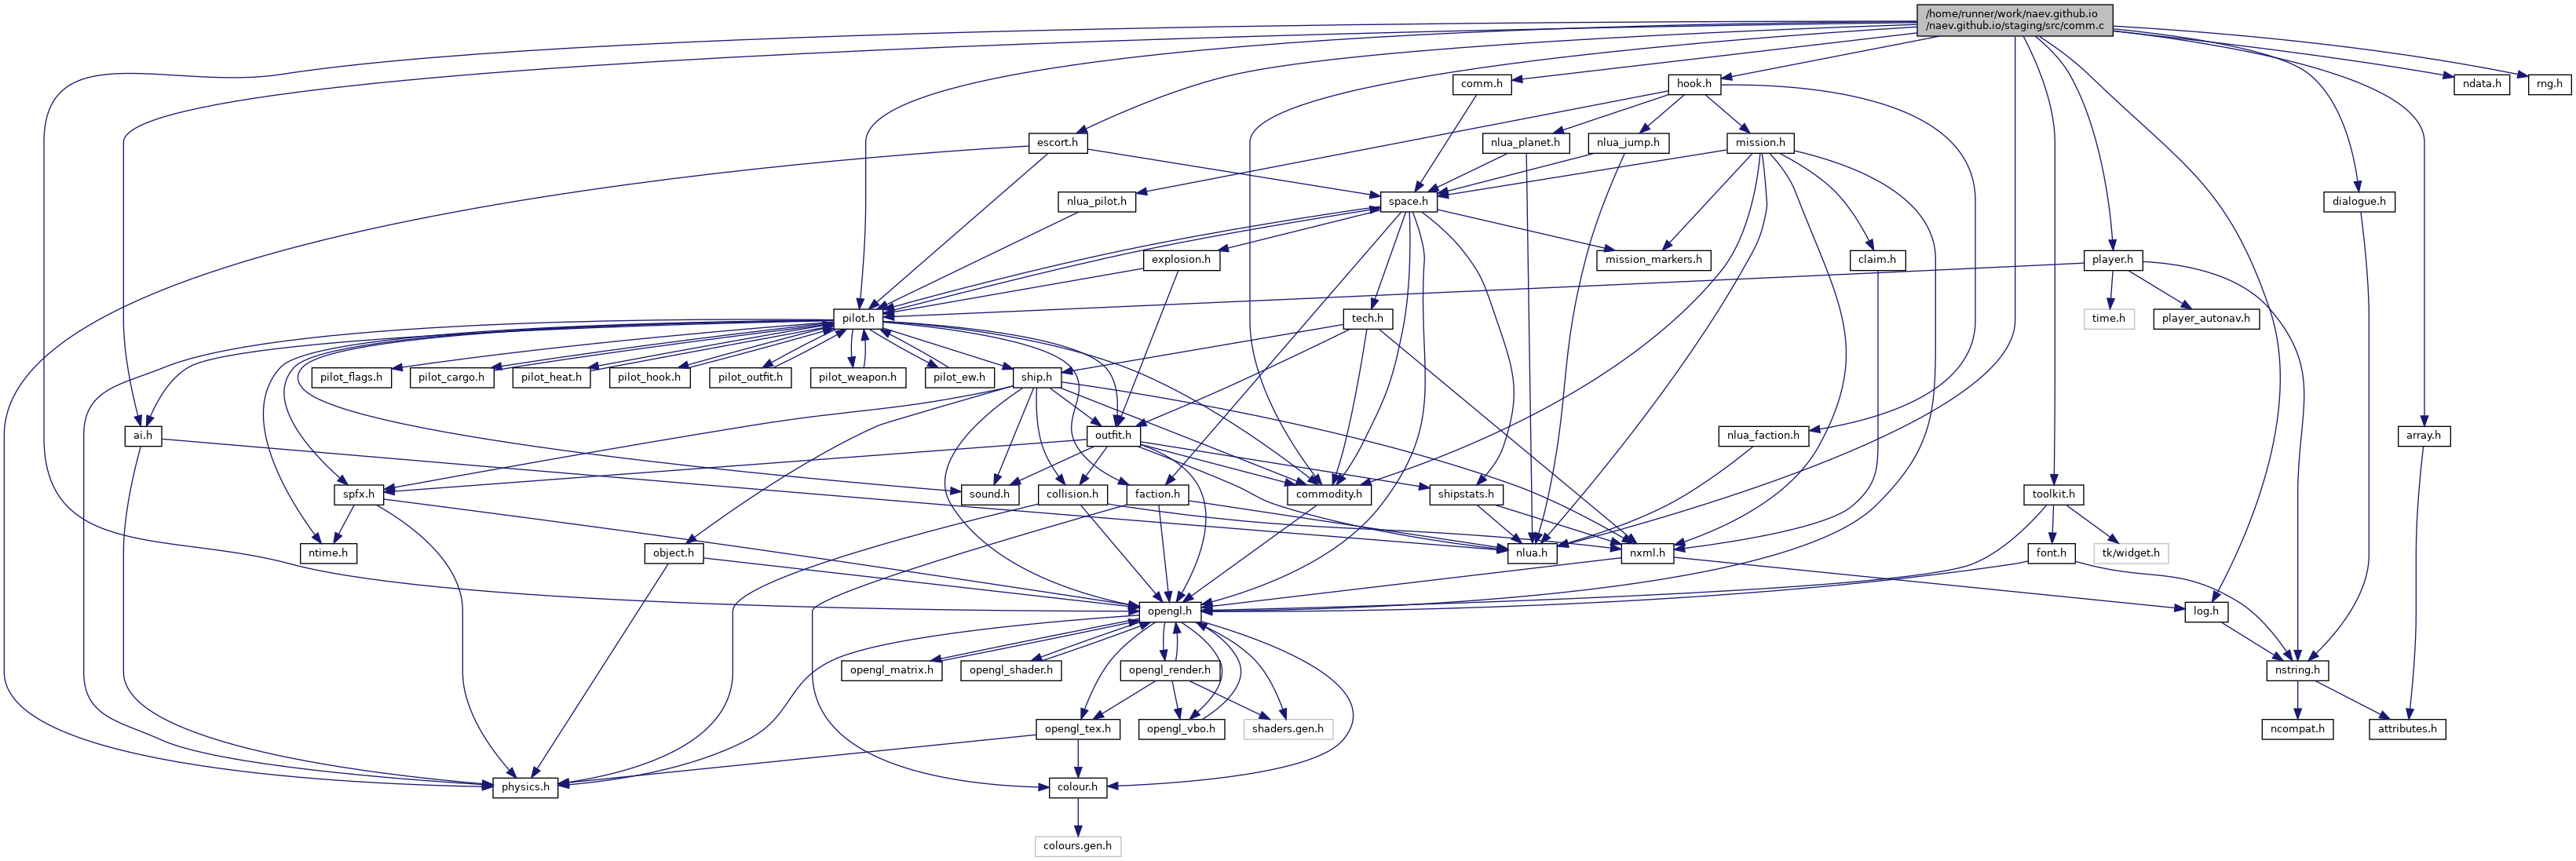 /home/runner/work/naev.github.io
/naev.github.io/staging/src/comm.c
comm.h
hook.h
ndata.h
rng.h
escort.h
nlua_planet.h
nlua_jump.h
mission.h
nlua_pilot.h
space.h
dialogue.h
explosion.h
mission_markers.h
claim.h
player.h
pilot.h
tech.h
time.h
player_autonav.h
pilot_flags.h
pilot_cargo.h
pilot_heat.h
pilot_hook.h
pilot_outfit.h
pilot_weapon.h
pilot_ew.h
ship.h
ai.h
outfit.h
nlua_faction.h
array.h
spfx.h
sound.h
collision.h
faction.h
commodity.h
shipstats.h
toolkit.h
ntime.h
object.h
nlua.h
nxml.h
font.h
tk/widget.h
opengl.h
log.h
opengl_matrix.h
opengl_shader.h
opengl_render.h
nstring.h
opengl_tex.h
opengl_vbo.h
shaders.gen.h
ncompat.h
attributes.h
physics.h
colour.h
colours.gen.h